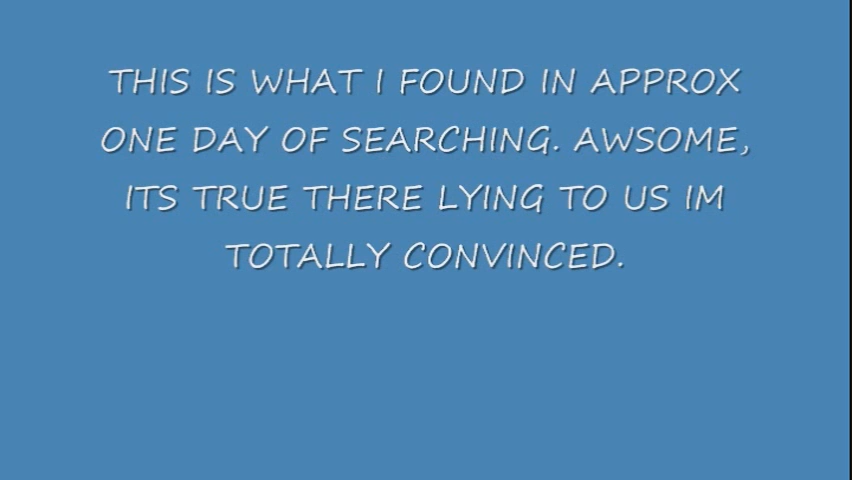 THIS IS WHAT I FOUND IN APPROX
ONE DAY OF SEARCHING. AWSOME,
ITS TRUE THERE LYING TO US IM
TOTALLY CONVINCED.